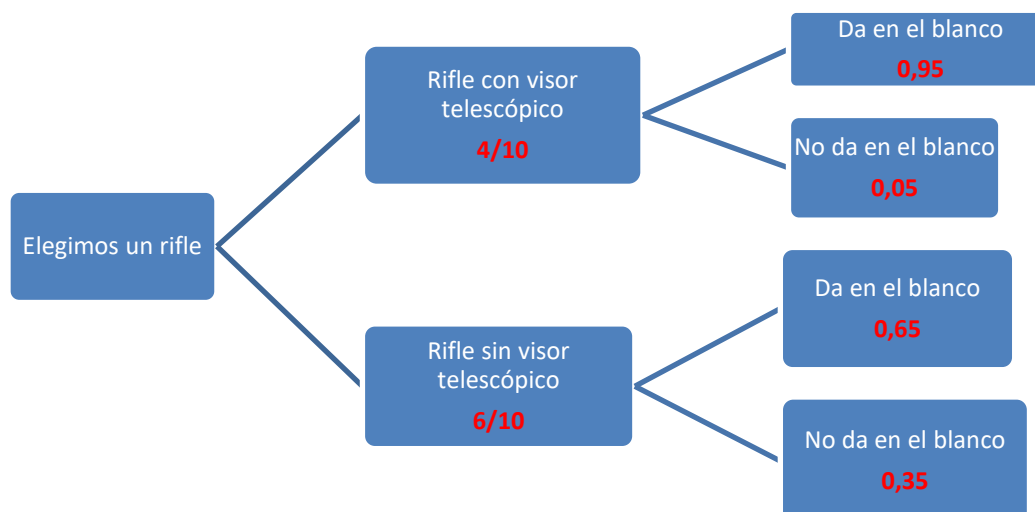 Elegimos un rifle
Rifle con visor
telescópico
4/10
Da en el blanco
0,95
No da en el blanco
0,05
Rifle sin visor
telescópico
6/10
Da en el blanco
0,65
No da en el blanco
0,35